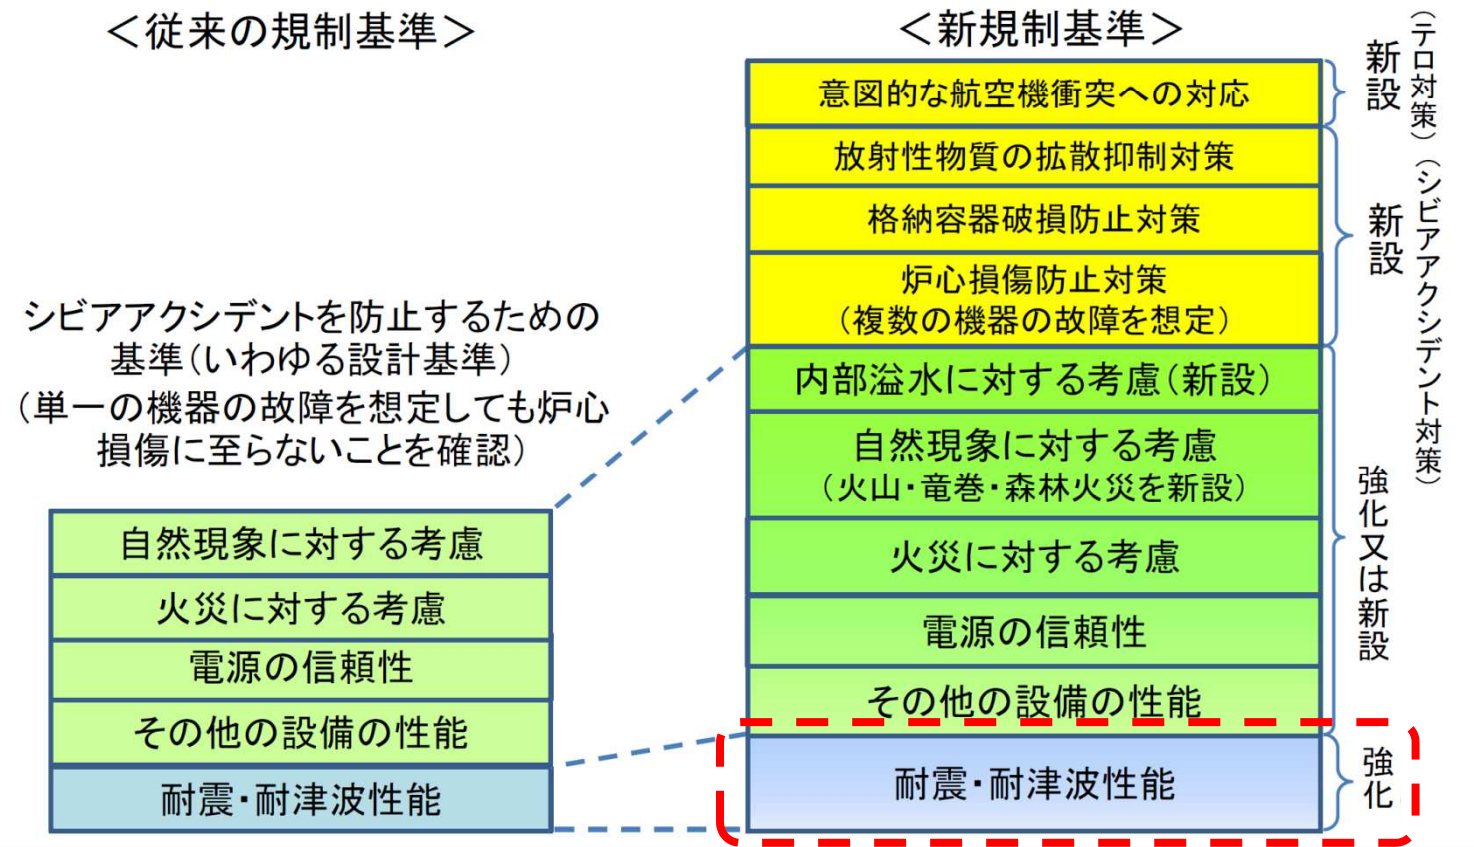 ＜従来の規制基準＞
シビアアクシデントを防止するための
基準（いわゆる設計基準）
（単一の機器の故障を想定しても炉心
損傷に至らないことを確認）
自然現象に対する考慮
火災に対する考慮
電源の信頼性
その他の設備の性能
耐震・耐津波性能
＜新規制基準＞
意図的な航空機衝突への対応
放射性物質の拡散抑制対策
格納容器破損防止対策
炉心損傷防止対策
（複数の機器の故障を想定）
内部溢水に対する考慮（新設）
自然現象に対する考慮
（火山・竜巻・森林火災を新設）
火災に対する考慮
電源の信頼性
その他の設備の性能
耐震・耐津波性能
新設
（テロ対策）
新設
（シビアアクシデント対策）
強化又は新設
強化